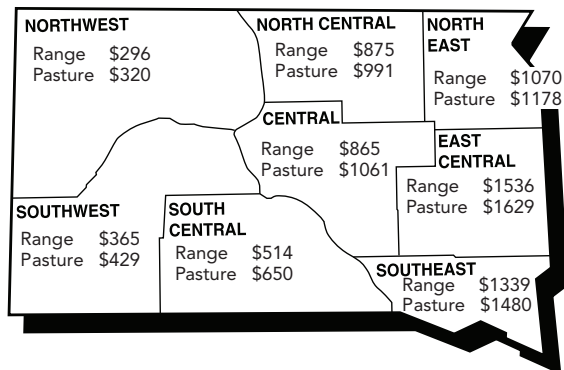 NORTHWEST
Range $296
Pasture $320
NORTH CENTRAL
Range $875
Pasture $991
NORTH
EAST
Range $1070
Pasture $1178
CENTRAL
Range $865
Pasture $1061
EAST
CENTRAL
Range $1536
Pasture $1629
SOUTHWEST
Range $365
Pasture $429
SOUTH
CENTRAL
Range $514
Pasture $650
SOUTHEAST
Range $1339
Pasture $1480